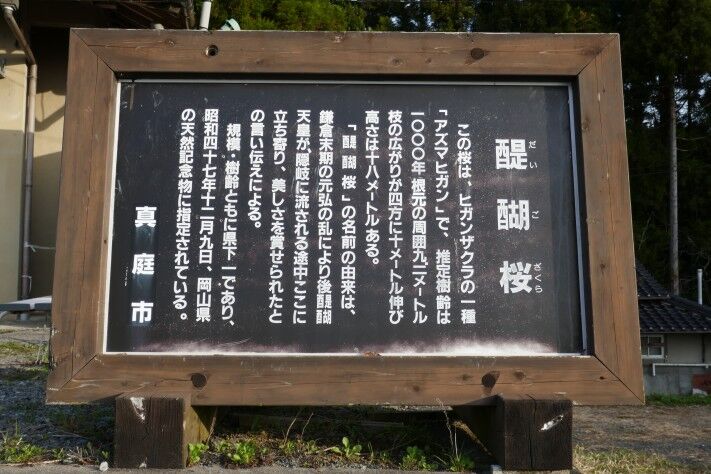 醍醐桜
だいござくら
この桜は、ヒガンザクラの一種
「アズマヒガン」で、推定樹齢は
一〇〇〇年 根元の周囲九.二メートル
枝の広がりが四方に十メートル伸び
高さは十八メートルある。
「醍醐桜」の名前の由来は、
鎌倉末期の元弘の乱により後醍醐
天皇が、隠岐に流される途中ここに
立ち寄り、美しさを賞せられたと
の言い伝えによる。
規模・樹齢ともに県下一であり、
昭和四十七年十二月九日、岡山県
の天然記念物に指定されている。
真庭市